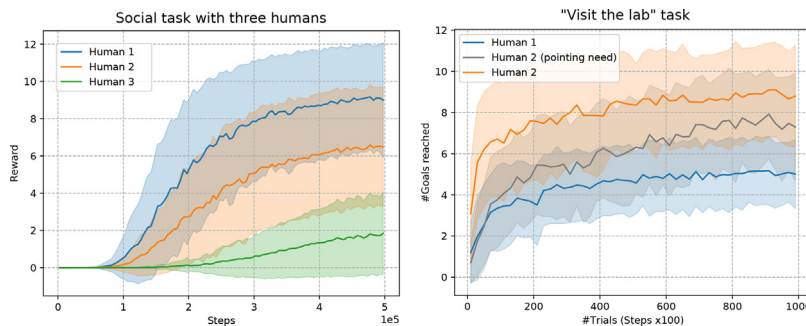 Social task with three humans
12
10
8
6
4
2
0
Reward
Human 1
Human 2
Human 3
0 1 2 3 4 5
1e5
Steps
"Visit the lab" task
12
10
8
6
4
2
0
#Goals reached
Human 1
Human 2 (pointing need)
Human 2
0 200 400 600 800 1000
#Trials (Steps x100)